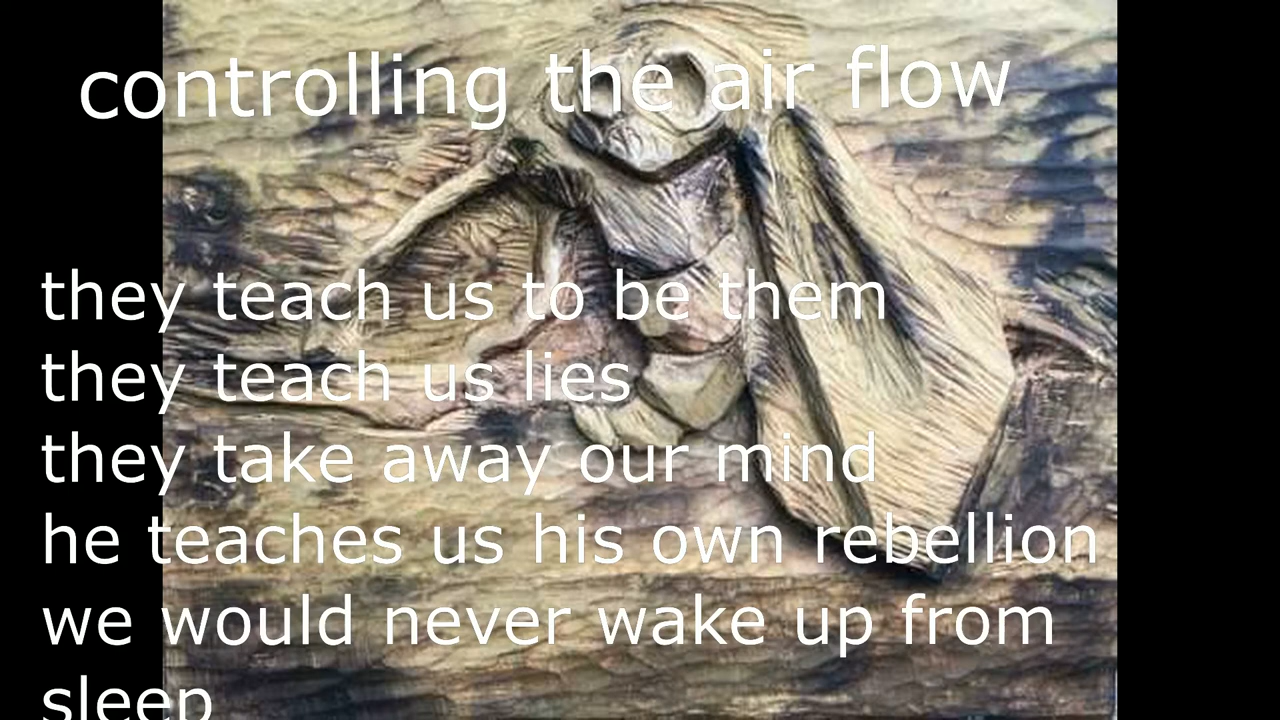 controlling the air flow
they teach us to be them
they teach us lies
they take away our mind
he teaches us his own rebellion
we would never wake up from
sleep